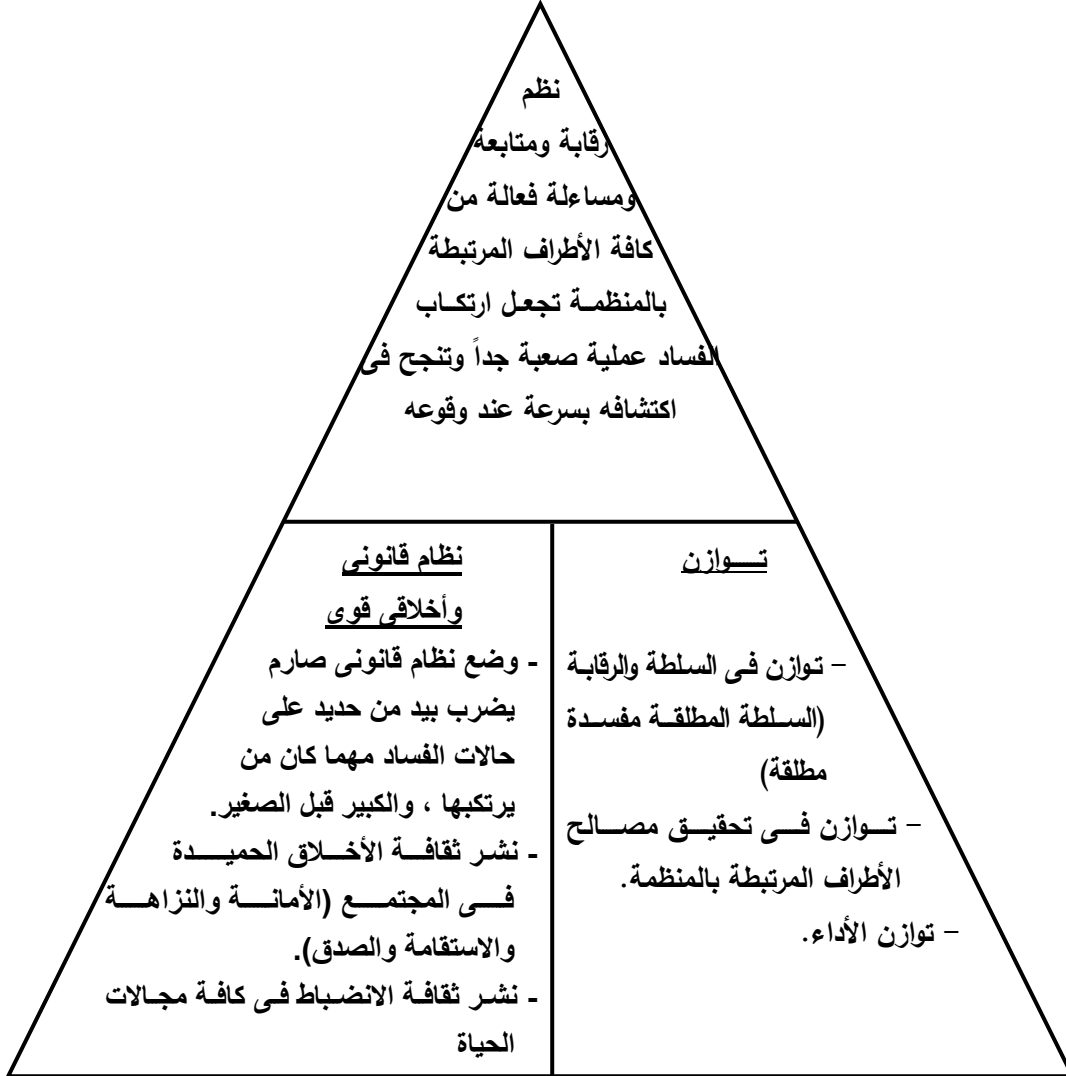 نظم
رقابة ومتابعة
ومساءلة فعالة من
كافة الأطراف المرتبطة
بالمنظمة تجعل ارتكاب
الفساد عملية صعبة جداً وتنجح فى
اكتشافه بسرعة عند وقوعه
توازن
- توازن فى السلطة والرقابة
(السلطة المطلقة مفسدة
مطلقة)
- توازن فى تحقيق مصالح
الأطراف المرتبطة بالمنظمة.
- توازن الأداء.
نظام قانونى
وأخلاقى قوى
- وضع نظام قانونى صارم
يضرب بيد من حديد على
حالات الفساد مهما كان من
يرتكبها ، والكبير قبل الصغير.
- نشر ثقافة الأخلاق الحميدة
فى المجتمع (الأمانة والنزاهة
والاستقامة والصدق).
- نشر ثقافة الانضباط فى كافة مجالات
الحياة